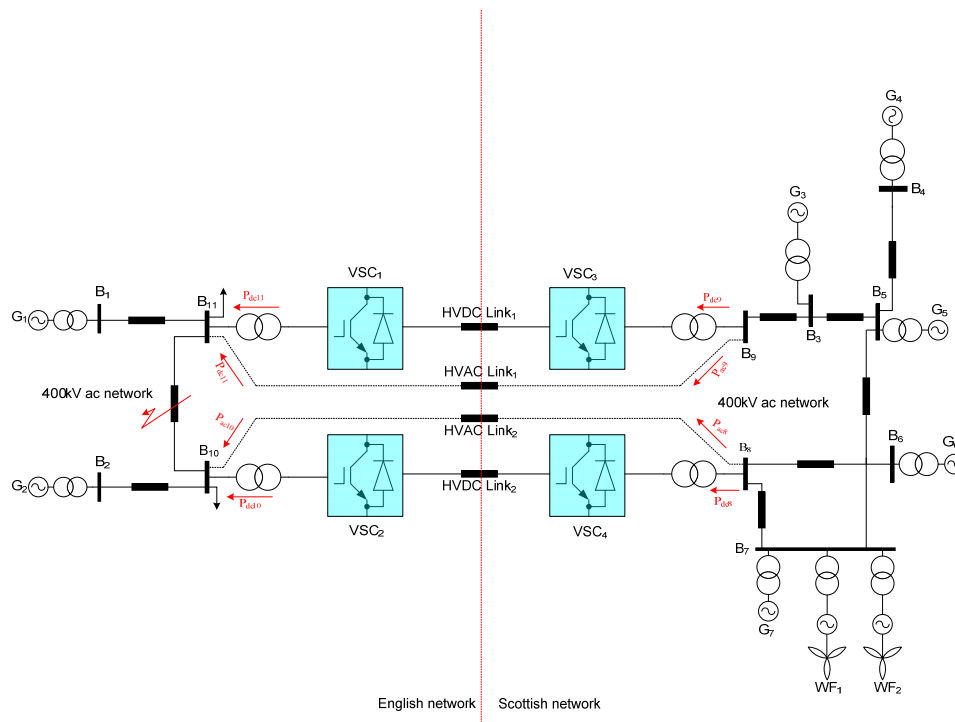 G₄
G₃
B₄
VSC₁
VSC₃
B₁
B₁₁
Pdc11
HVDC Link₁
Pdc9
B₅
G₁
G₅
B₉
B₃
Pdc11
HVAC Link₁
Pac9
400kV ac network
400kV ac network
Pac10
HVAC Link₂
Pac8
B₂
B₁₀
B₈
B₆
G₂
HVDC Link₂
G₆
Pdc10
Pdc8
VSC₂
VSC₄
B₇
G₇
WF₁
WF₂
English network
Scottish network